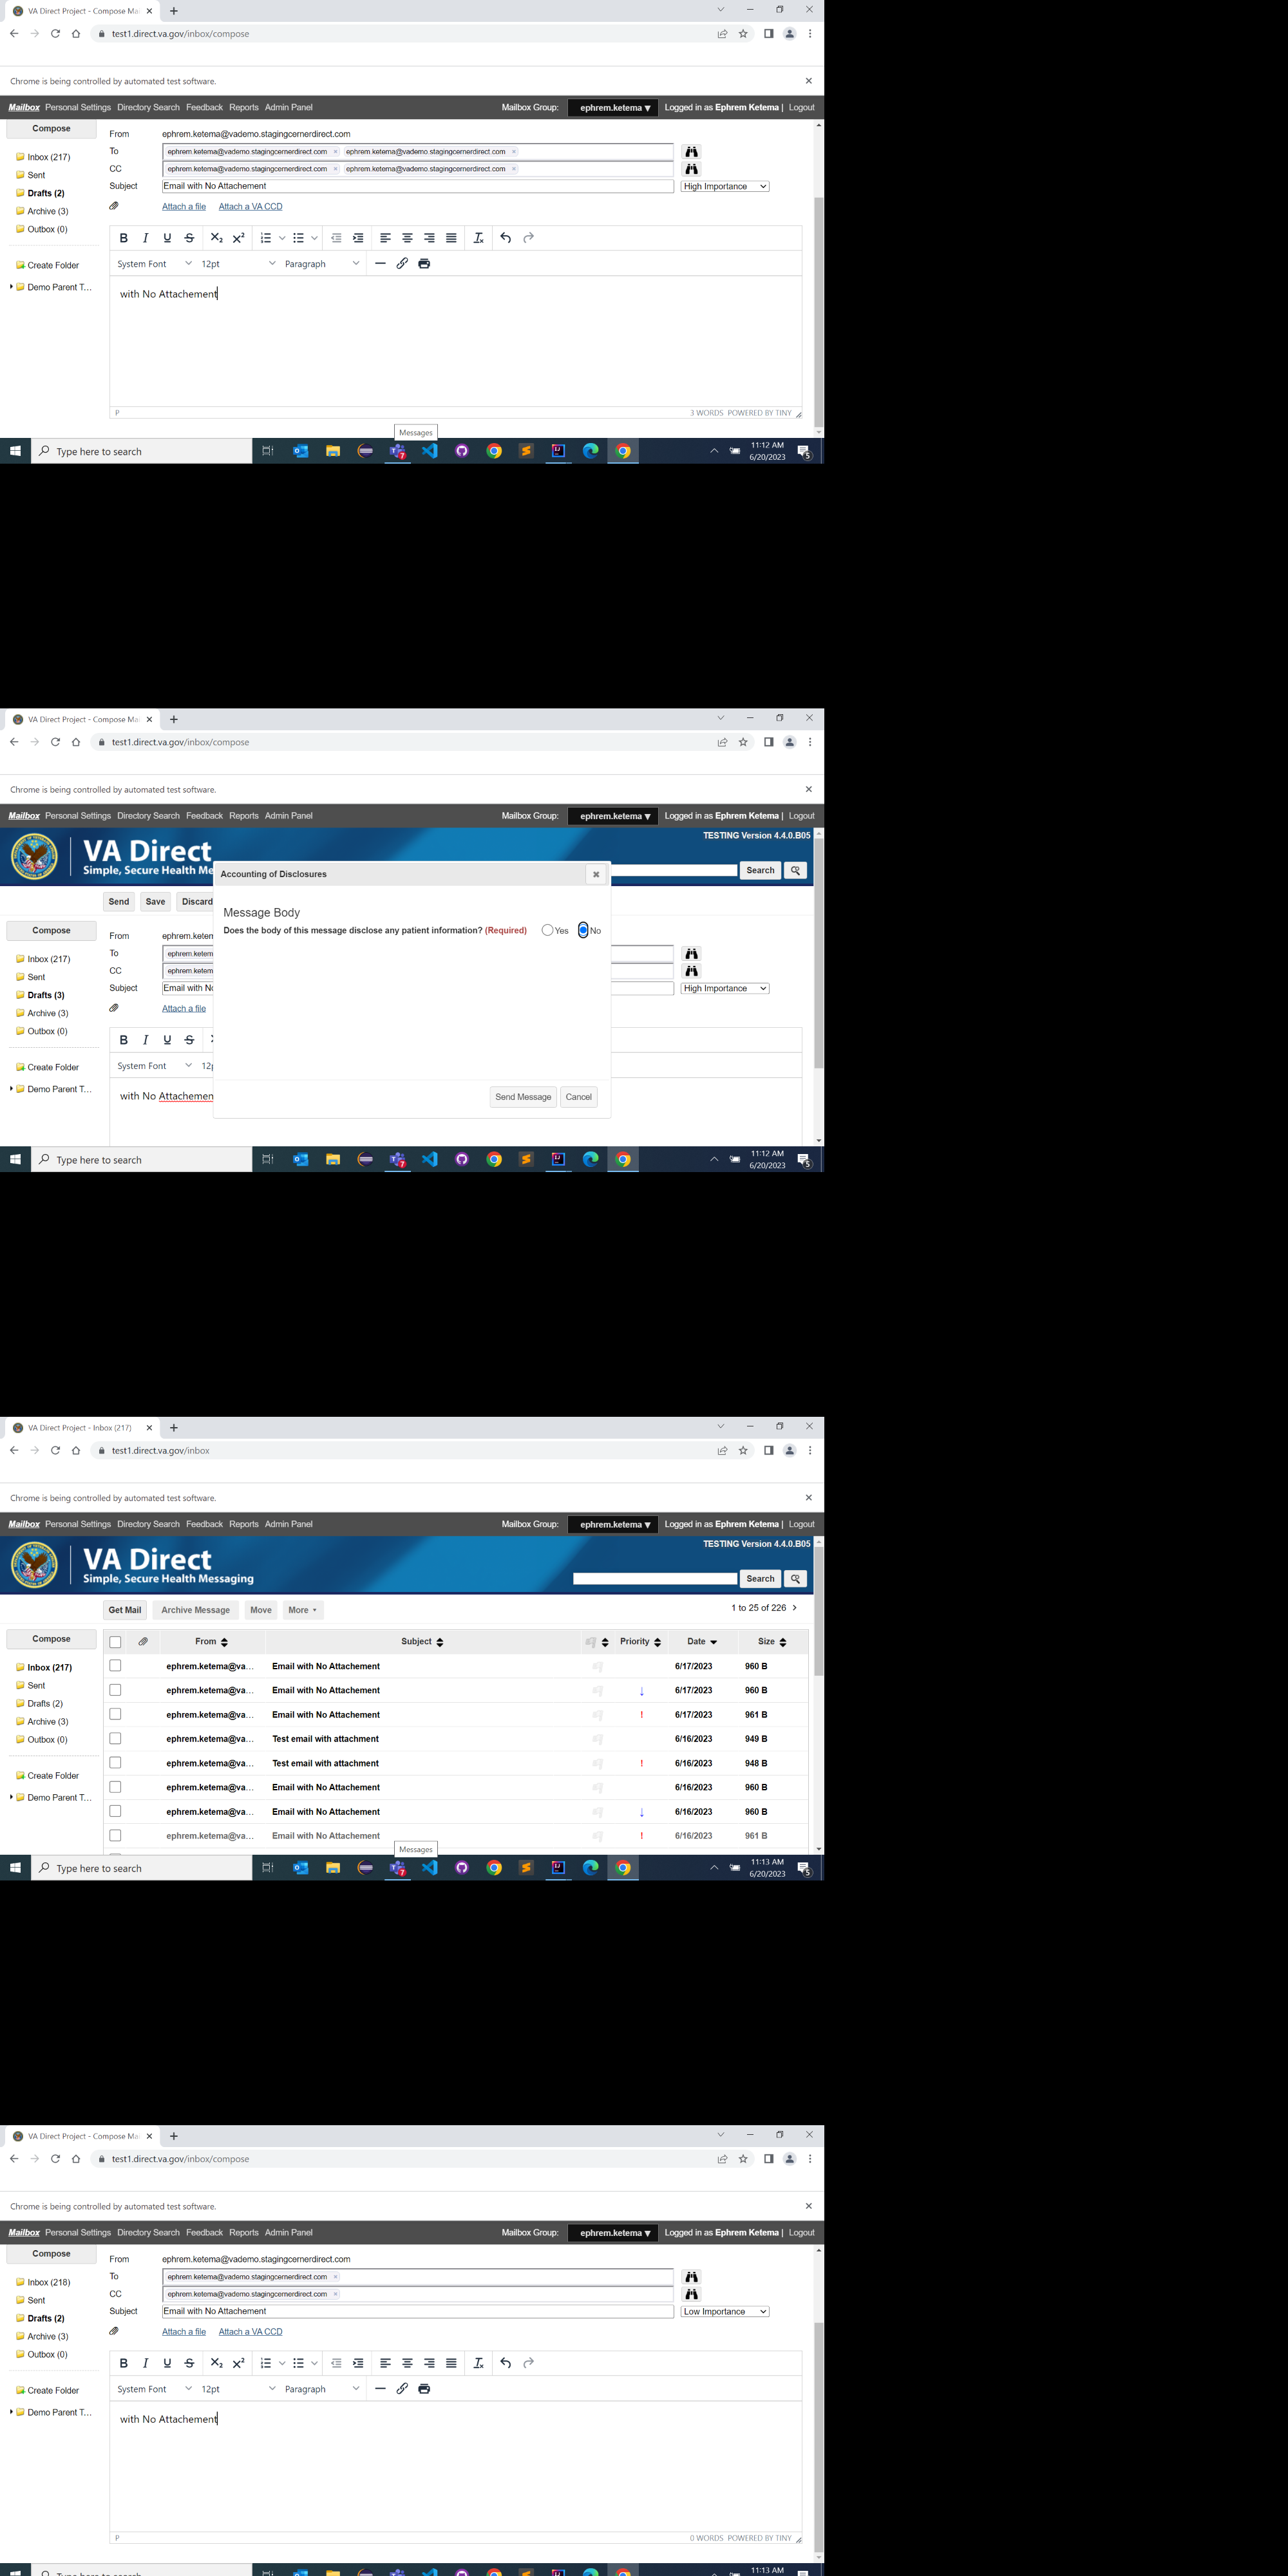 VA Direct Project - Compose Ma
test1.direct.va.gov/inbox/compose
Chrome is being controlled by automated test software.
Mailbox Personal Settings Directory Search Feedback Reports Admin Panel Mailbox Group: ephrem.ketema ▼ Logged in as Ephrem Ketema | Logout
Compose
Inbox (217)
Sent
Drafts (2)
Archive (3)
Outbox (0)
Create Folder
Demo Parent T...
From ephrem.ketema@vademo.stagingcernerdirect.com
To ephrem.ketema@vademo.stagingcernerdirect.com × ephrem.ketema@vademo.stagingcernerdirect.com ×
CC ephrem.ketema@vademo.stagingcernerdirect.com × ephrem.ketema@vademo.stagingcernerdirect.com ×
Subject Email with No Attachement High Importance
Attach a file Attach a VA CCD
B I U S X₂ X²
System Font 12pt Paragraph
with No Attachement
P 3 WORDS POWERED BY TINY
Messages
Type here to search 7 11:12 AM
6/20/2023 5
VA Direct Project - Compose Ma
test1.direct.va.gov/inbox/compose
Chrome is being controlled by automated test software.
Mailbox Personal Settings Directory Search Feedback Reports Admin Panel Mailbox Group: ephrem.ketema ▼ Logged in as Ephrem Ketema | Logout
TESTING Version 4.4.0.B05
VA Direct
Simple, Secure Health Me
Search
Send Save Discard
Compose
Inbox (217)
Sent
Drafts (3)
Archive (3)
Outbox (0)
Create Folder
Demo Parent T...
From ephrem.keter
To ephrem.ketem
CC ephrem.ketem
Subject Email with No High Importance
Attach a file
B I U S
System Font 12p
with No Attachemen
Accounting of Disclosures
Message Body
Does the body of this message disclose any patient information? (Required) Yes No
Send Message Cancel
Type here to search 7 11:12 AM
6/20/2023 5
VA Direct Project - Inbox (217)
test1.direct.va.gov/inbox
Chrome is being controlled by automated test software.
Mailbox Personal Settings Directory Search Feedback Reports Admin Panel Mailbox Group: ephrem.ketema ▼ Logged in as Ephrem Ketema | Logout
TESTING Version 4.4.0.B05
VA Direct
Simple, Secure Health Messaging
Search
Get Mail Archive Message Move More 1 to 25 of 226
Compose
Inbox (217)
Sent
Drafts (2)
Archive (3)
Outbox (0)
Create Folder
Demo Parent T...
From Subject Priority Date Size
ephrem.ketema@va... Email with No Attachement 6/17/2023 960 B
ephrem.ketema@va... Email with No Attachement ↓ 6/17/2023 960 B
ephrem.ketema@va... Email with No Attachement ! 6/17/2023 961 B
ephrem.ketema@va... Test email with attachment 6/16/2023 949 B
ephrem.ketema@va... Test email with attachment ! 6/16/2023 948 B
ephrem.ketema@va... Email with No Attachement 6/16/2023 960 B
ephrem.ketema@va... Email with No Attachement ↓ 6/16/2023 960 B
ephrem.ketema@va... Email with No Attachement ! 6/16/2023 961 B
Messages
Type here to search 7 11:13 AM
6/20/2023 5
VA Direct Project - Compose Ma
test1.direct.va.gov/inbox/compose
Chrome is being controlled by automated test software.
Mailbox Personal Settings Directory Search Feedback Reports Admin Panel Mailbox Group: ephrem.ketema ▼ Logged in as Ephrem Ketema | Logout
Compose
Inbox (218)
Sent
Drafts (2)
Archive (3)
Outbox (0)
Create Folder
Demo Parent T...
From ephrem.ketema@vademo.stagingcernerdirect.com
To ephrem.ketema@vademo.stagingcernerdirect.com ×
CC ephrem.ketema@vademo.stagingcernerdirect.com ×
Subject Email with No Attachement Low Importance
Attach a file Attach a VA CCD
B I U S X₂ X²
System Font 12pt Paragraph
with No Attachement
P 0 WORDS POWERED BY TINY
11:13 AM